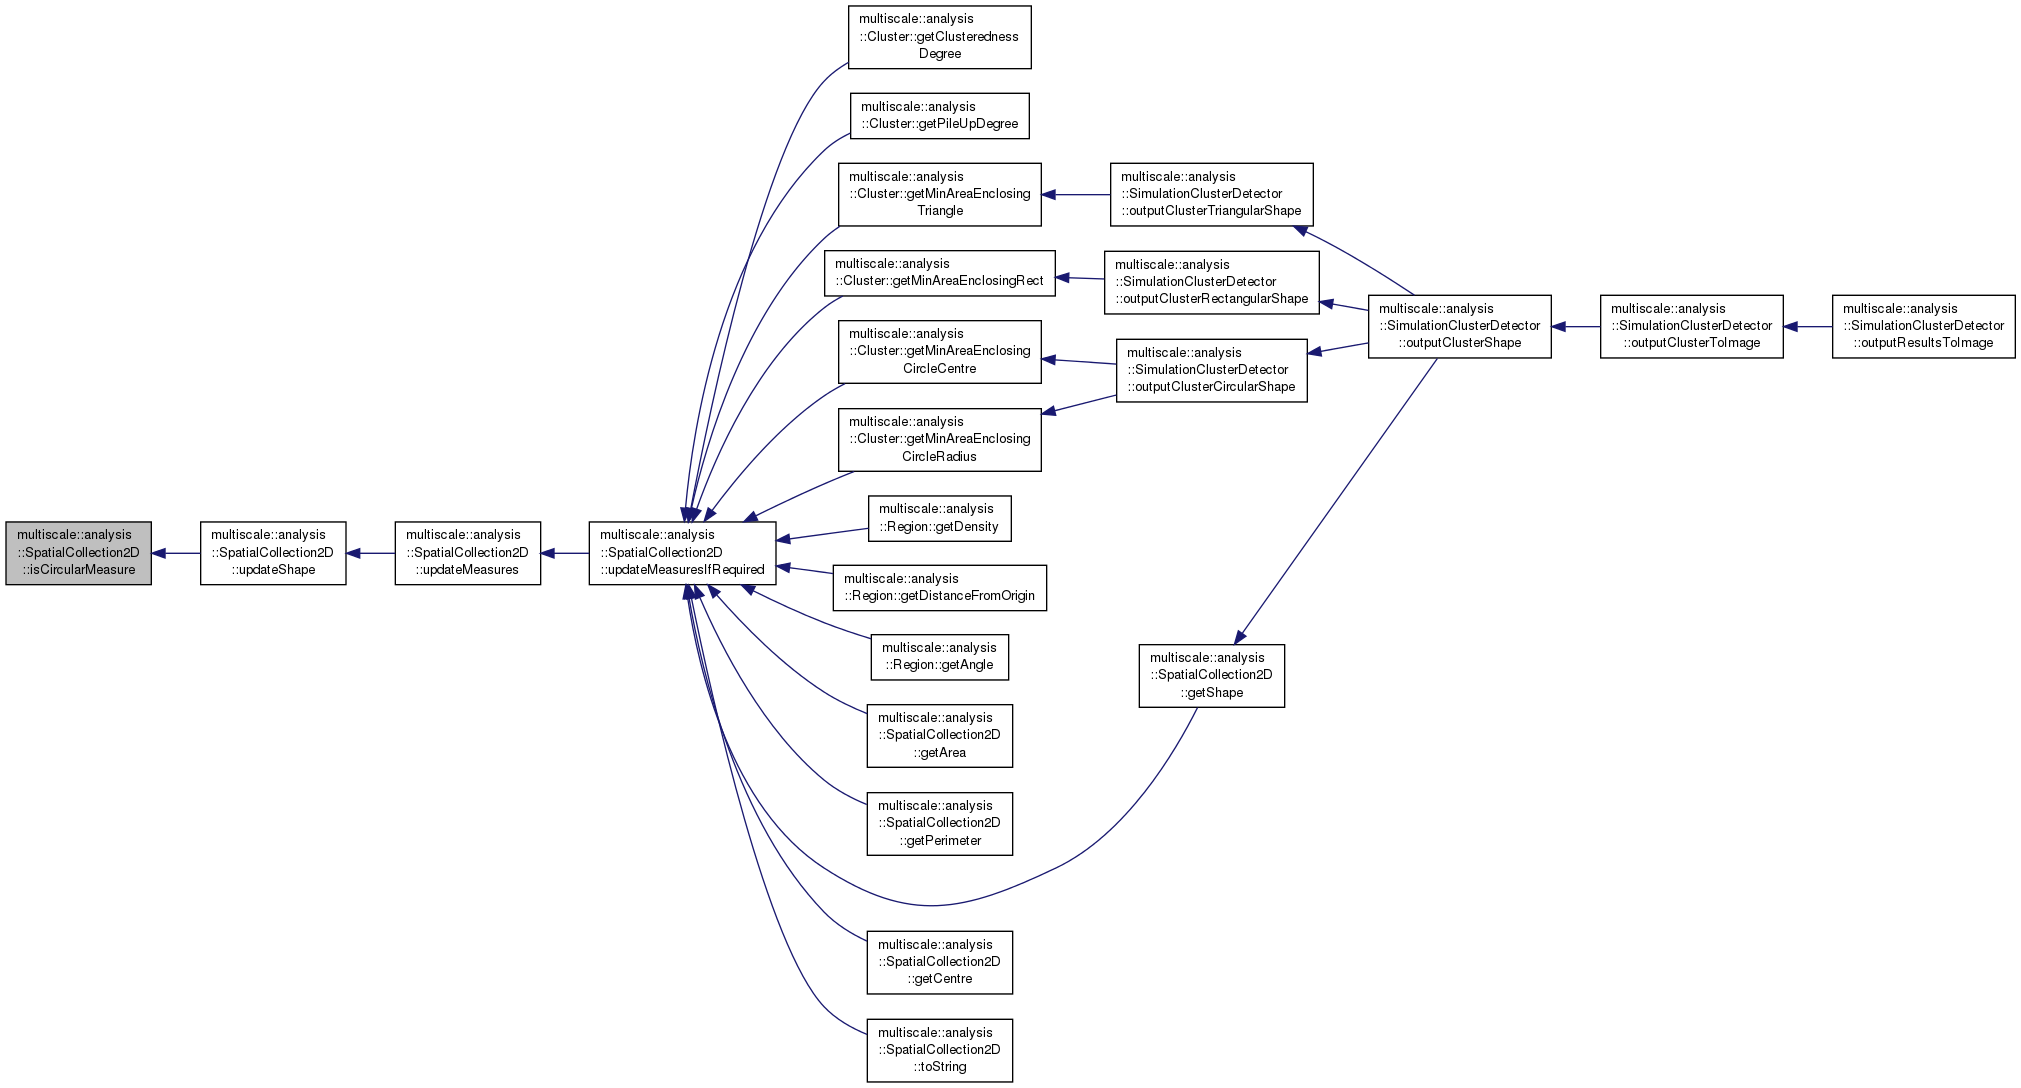 multiscale::analysis
::Cluster::getClusteredness
Degree
multiscale::analysis
::Cluster::getPileUpDegree
multiscale::analysis
::Cluster::getMinAreaEnclosing
Triangle
multiscale::analysis
::SimulationClusterDetector
::outputClusterTriangularShape
multiscale::analysis
::Cluster::getMinAreaEnclosingRect
multiscale::analysis
::SimulationClusterDetector
::outputClusterRectangularShape
multiscale::analysis
::Cluster::getMinAreaEnclosing
CircleCentre
multiscale::analysis
::SimulationClusterDetector
::outputClusterCircularShape
multiscale::analysis
::SimulationClusterDetector
::outputClusterShape
multiscale::analysis
::SimulationClusterDetector
::outputClusterToImage
multiscale::analysis
::SimulationClusterDetector
::outputResultsToImage
multiscale::analysis
::Cluster::getMinAreaEnclosing
CircleRadius
multiscale::analysis
::Region::getDensity
multiscale::analysis
::SpatialCollection2D
::isCircularMeasure
multiscale::analysis
::SpatialCollection2D
::updateShape
multiscale::analysis
::SpatialCollection2D
::updateMeasures
multiscale::analysis
::SpatialCollection2D
::updateMeasuresIfRequired
multiscale::analysis
::Region::getDistanceFromOrigin
multiscale::analysis
::Region::getAngle
multiscale::analysis
::SpatialCollection2D
::getShape
multiscale::analysis
::SpatialCollection2D
::getArea
multiscale::analysis
::SpatialCollection2D
::getPerimeter
multiscale::analysis
::SpatialCollection2D
::getCentre
multiscale::analysis
::SpatialCollection2D
::toString